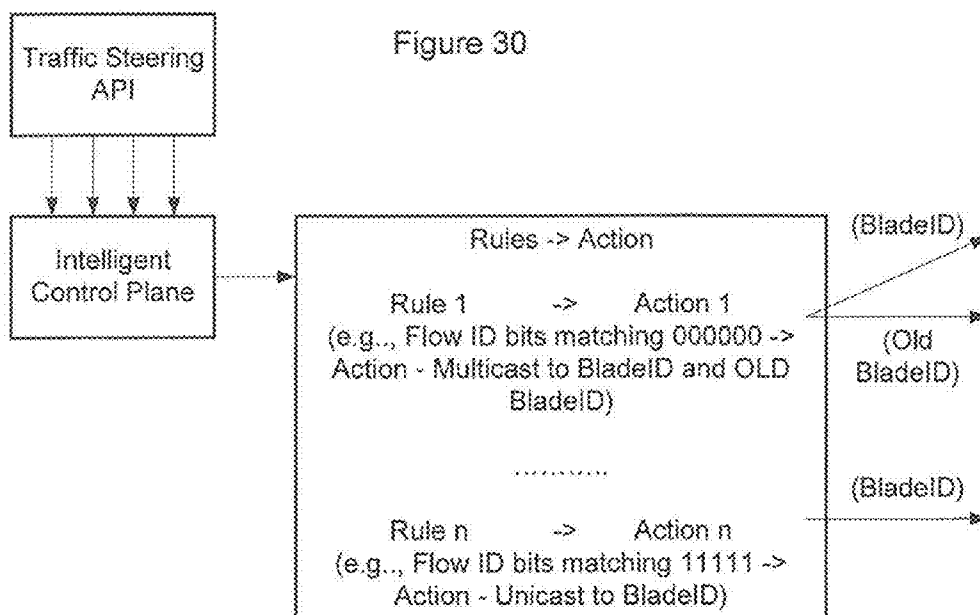 Figure 30
Traffic Steering
API
Intelligent
Control Plane
Rules -> Action
Rule 1 -> Action 1
(e.g.., Flow ID bits matching 000000 ->
Action - Multicast to BladeID and OLD
BladeID)
...........
Rule n -> Action n
(e.g.., Flow ID bits matching 11111 ->
Action - Unicast to BladeID)
(BladeID)
(Old
BladeID)
(BladeID)